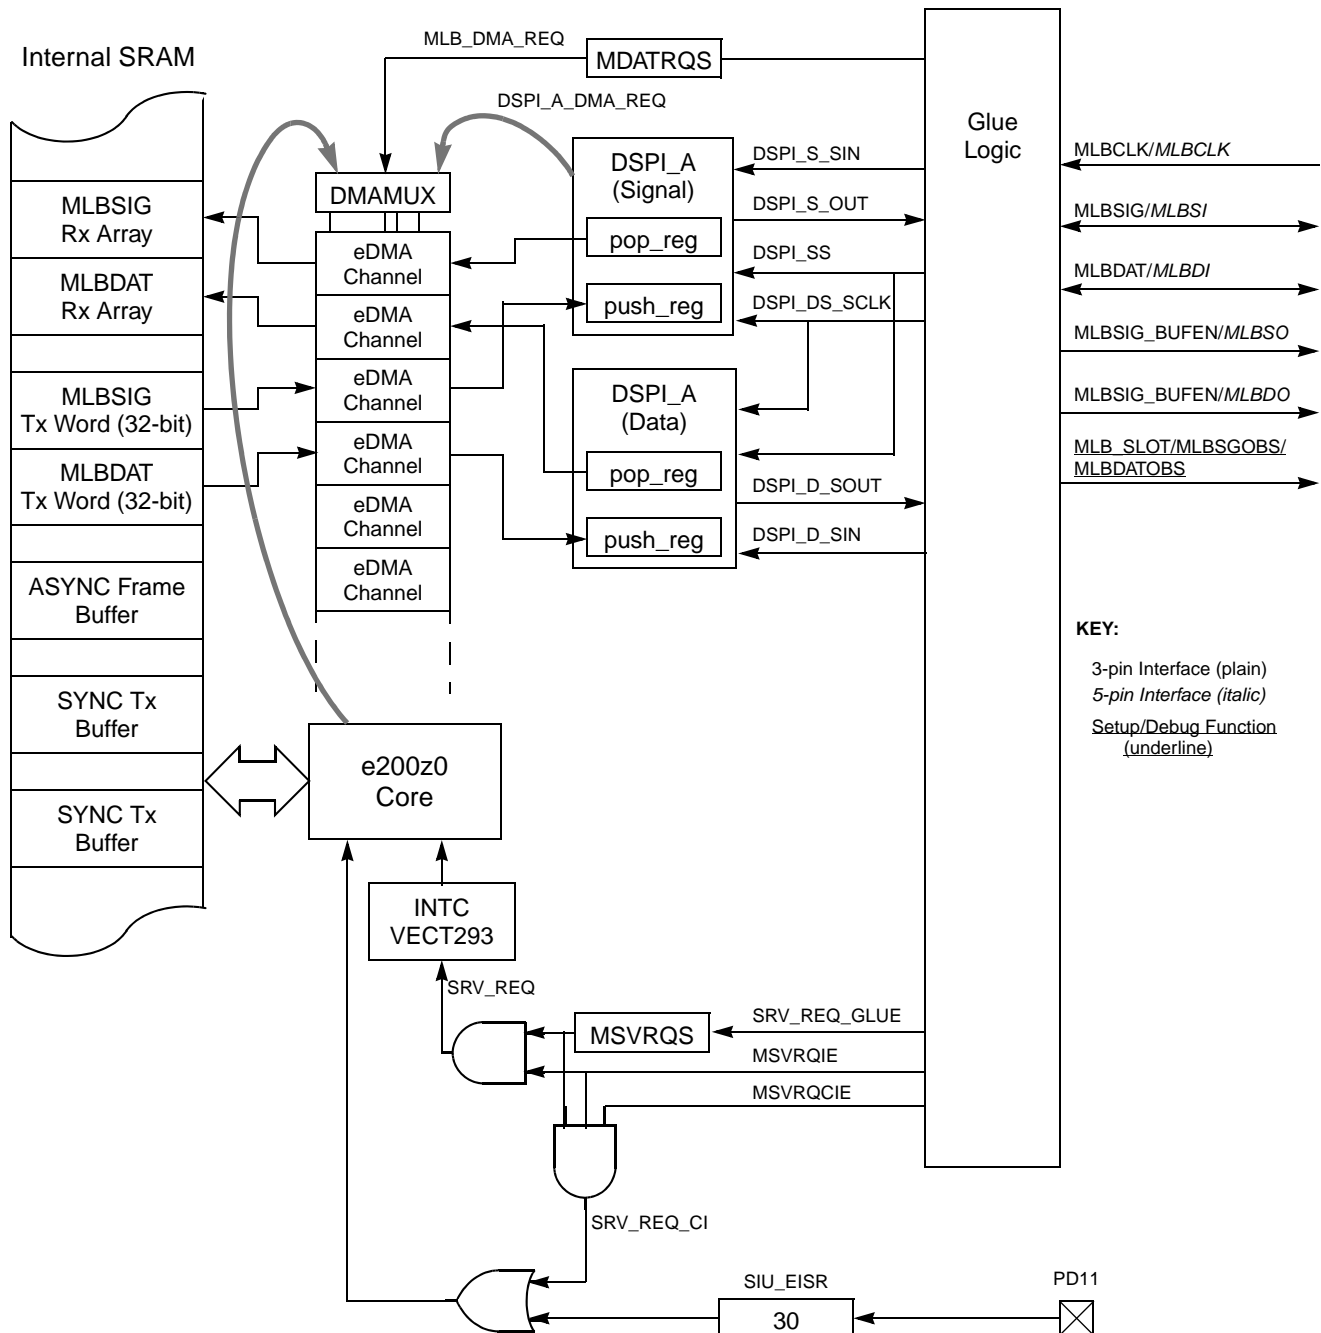 Internal SRAM
MLB_DMA_REQ
MDATRQS
DSPI_A_DMA_REQ
Glue
Logic
DMAMUX
MLBSIG
Rx Array
MLBDAT
Rx Array
MLBSIG
Tx Word (32-bit)
MLBDAT
Tx Word (32-bit)
ASYNC Frame
Buffer
SYNC Tx
Buffer
SYNC Tx
Buffer
eDMA
Channel
eDMA
Channel
eDMA
Channel
eDMA
Channel
eDMA
Channel
eDMA
Channel
DSPI_A
(Signal)
pop_reg
push_reg
DSPI_A
(Data)
pop_reg
push_reg
DSPI_S_SIN
DSPI_S_OUT
DSPI_SS
DSPI_DS_SCLK
DSPI_D_SOUT
DSPI_D_SIN
MLBCLK/MLBCLK
MLBSIG/MLBSI
MLBDAT/MLBDI
MLBSIG_BUFEN/MLBSO
MLBSIG_BUFEN/MLBDO
MLB_SLOT/MLBSGOBS/
MLBDATOBS
KEY:
3-pin Interface (plain)
5-pin Interface (italic)
Setup/Debug Function
(underline)
e200z0
Core
INTC
VECT293
SRV_REQ
MSVRQS
SRV_REQ_GLUE
MSVRQIE
MSVRQCIE
SRV_REQ_CI
SIU_EISR
30
PD11